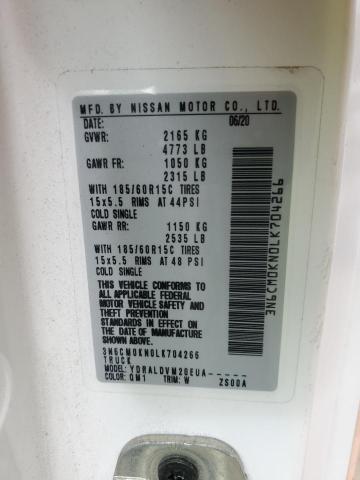 MFD. BY NISSAN MOTOR CO., LTD.
DATE: 06/20
GVWR: 2165 KG
4773 LB
GAWR FR: 1050 KG
2315 LB
WITH 185/60R15C TIRES
15x5.5 RIMS AT 44PSI
COLD SINGLE
GAWR RR: 1150 KG
2535 LB
WITH 185/60R15C TIRES
15x5.5 RIMS AT 48 PSI
COLD SINGLE
THIS VEHICLE CONFORMS TO
ALL APPLICABLE FEDERAL
MOTOR VEHICLE SAFETY AND
THEFT PREVENTION
STANDARDS IN EFFECT ON
THE DATE OF MANUFACTURE
SHOWN ABOVE.
3N6CM0KN0LK704266
TRUCK
MODEL: YDRALDVM20EUA-----
COLOR: QM1 TRIM: W ZS00A
3N6CM0KN0LK704266